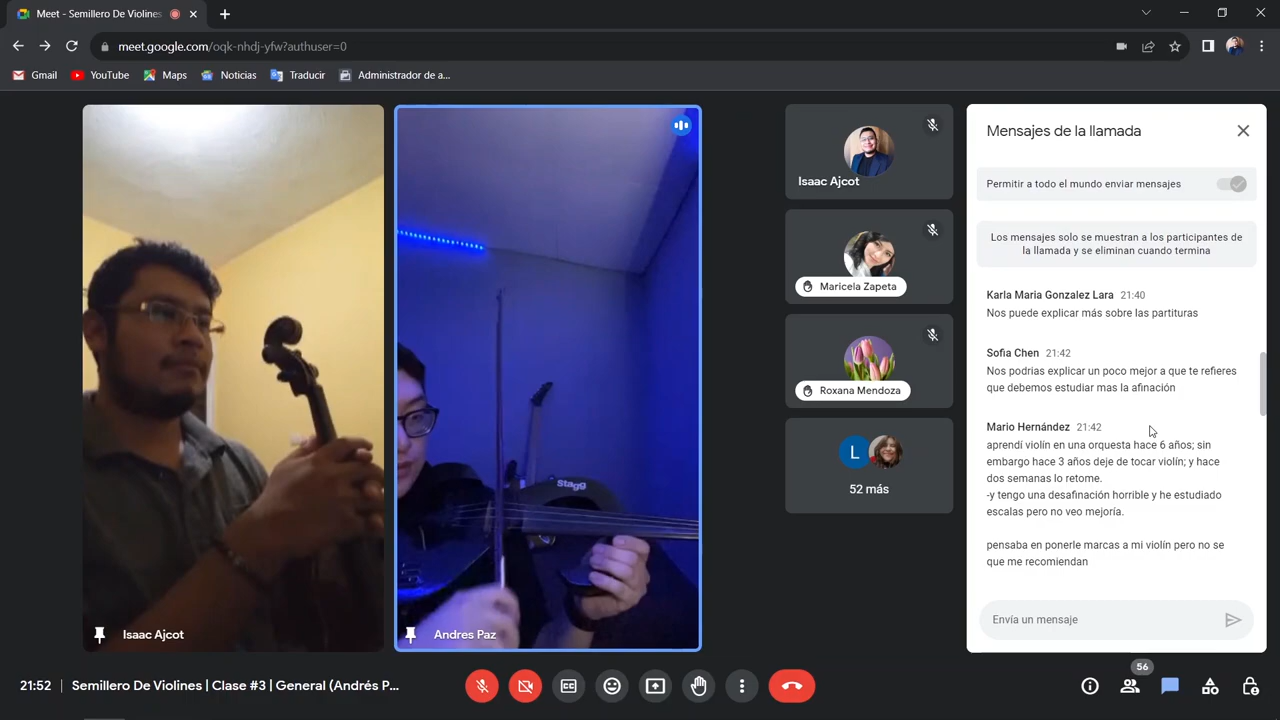 Meet - Semillero De Violines
meet.google.com/oqk-nhdj-yfw?authuser=0
Gmail
YouTube
Maps
Noticias
Traducir
Administrador de a...
stagg
Isaac Ajcot
Andres Paz
Isaac Ajcot
Maricela Zapeta
Roxana Mendoza
L
52 más
Mensajes de la llamada
Permitir a todo el mundo enviar mensajes
Los mensajes solo se muestran a los participantes de
la llamada y se eliminan cuando termina
Karla Maria Gonzalez Lara 21:40
Nos puede explicar más sobre las partituras
Sofia Chen 21:42
Nos podrias explicar un poco mejor a que te refieres
que debemos estudiar mas la afinación
Mario Hernández 21:42
aprendí violín en una orquesta hace 6 años; sin
embargo hace 3 años deje de tocar violín; y hace
dos semanas lo retome.
-y tengo una desafinación horrible y he estudiado
escalas pero no veo mejoría.
pensaba en ponerle marcas a mi violín pero no se
que me recomiendan
Envía un mensaje
21:52 | Semillero De Violines | Clase #3 | General (Andrés P...
56